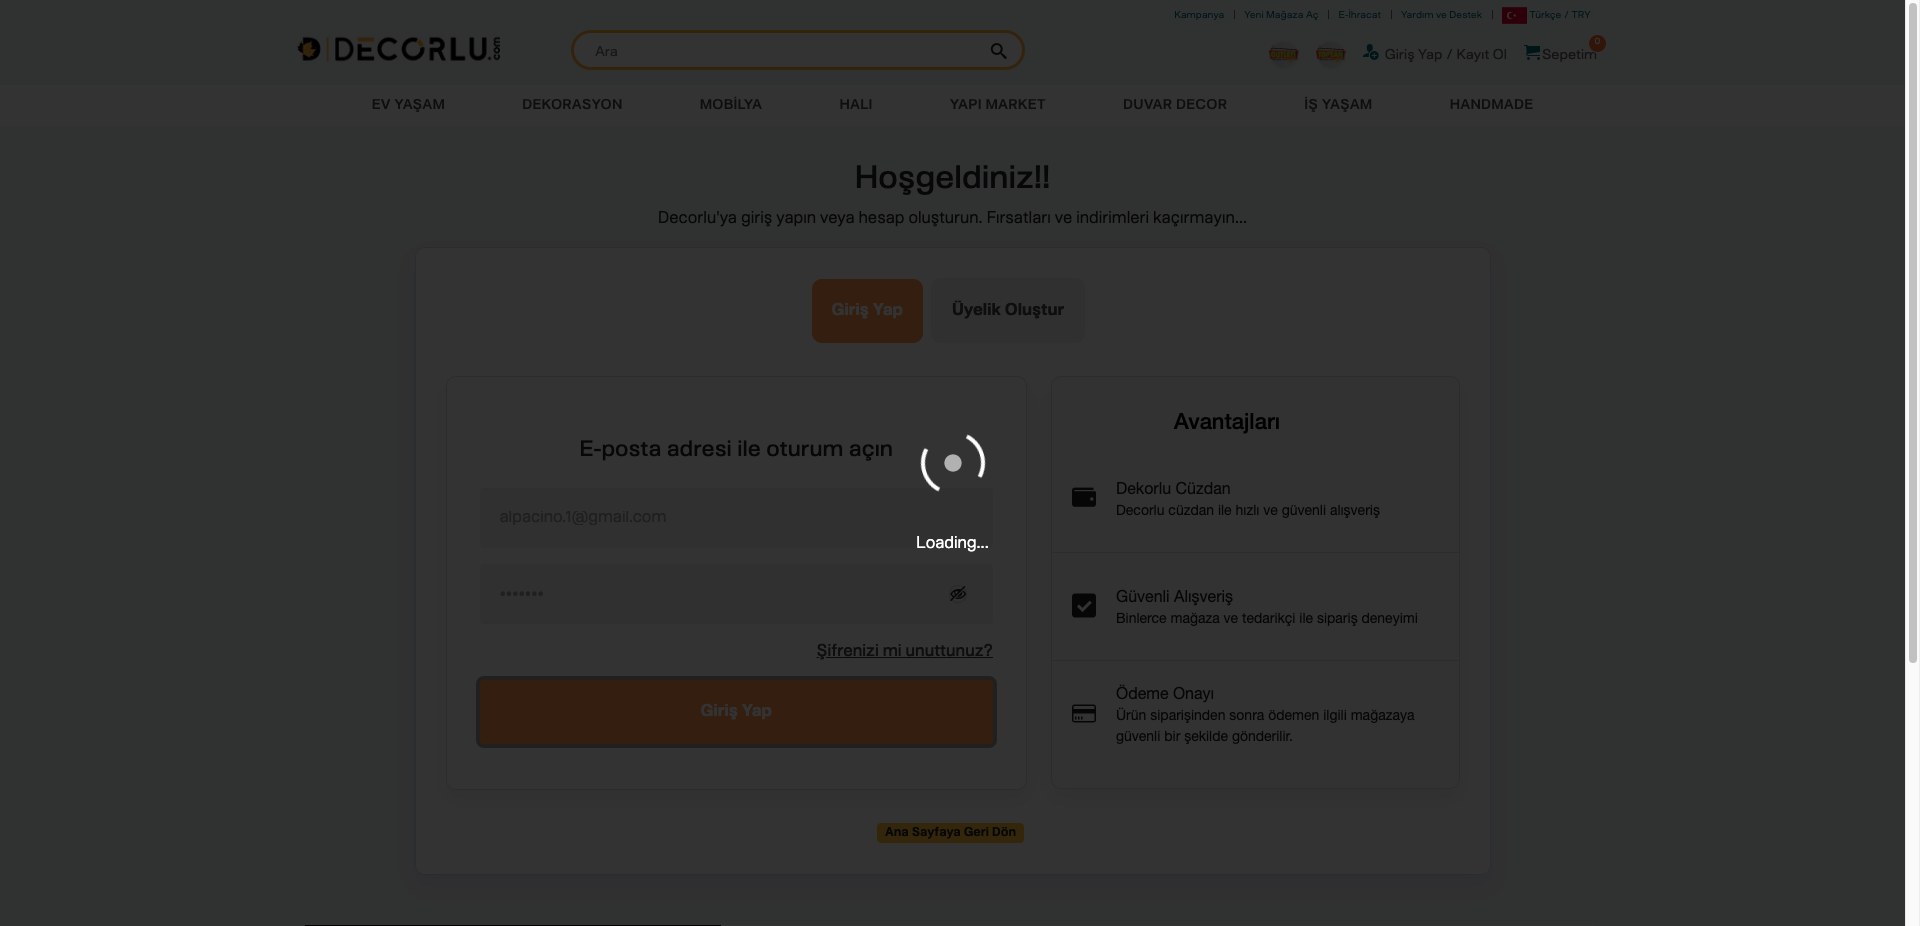 Kampanya | Yeni Mağaza Aç | E-İhracat | Yardım ve Destek | Türkçe / TRY
DECORLU.com
Ara
Giriş Yap / Kayıt Ol
Sepetim
0
EV YAŞAM
DEKORASYON
MOBİLYA
HALI
YAPI MARKET
DUVAR DECOR
İŞ YAŞAM
HANDMADE
Hoşgeldiniz!!
Decorlu'ya giriş yapın veya hesap oluşturun. Fırsatları ve indirimleri kaçırmayın...
Giriş Yap
Üyelik Oluştur
E-posta adresi ile oturum açın
alpacino.1@gmail.com
Loading...
•••••••
Şifrenizi mi unuttunuz?
Giriş Yap
Avantajları
Dekorlu Cüzdan
Decorlu cüzdan ile hızlı ve güvenli alışveriş
Güvenli Alışveriş
Binlerce mağaza ve tedarikçi ile sipariş deneyimi
Ödeme Onayı
Ürün siparişinden sonra ödemen ilgili mağazaya
güvenli bir şekilde gönderilir.
Ana Sayfaya Geri Dön